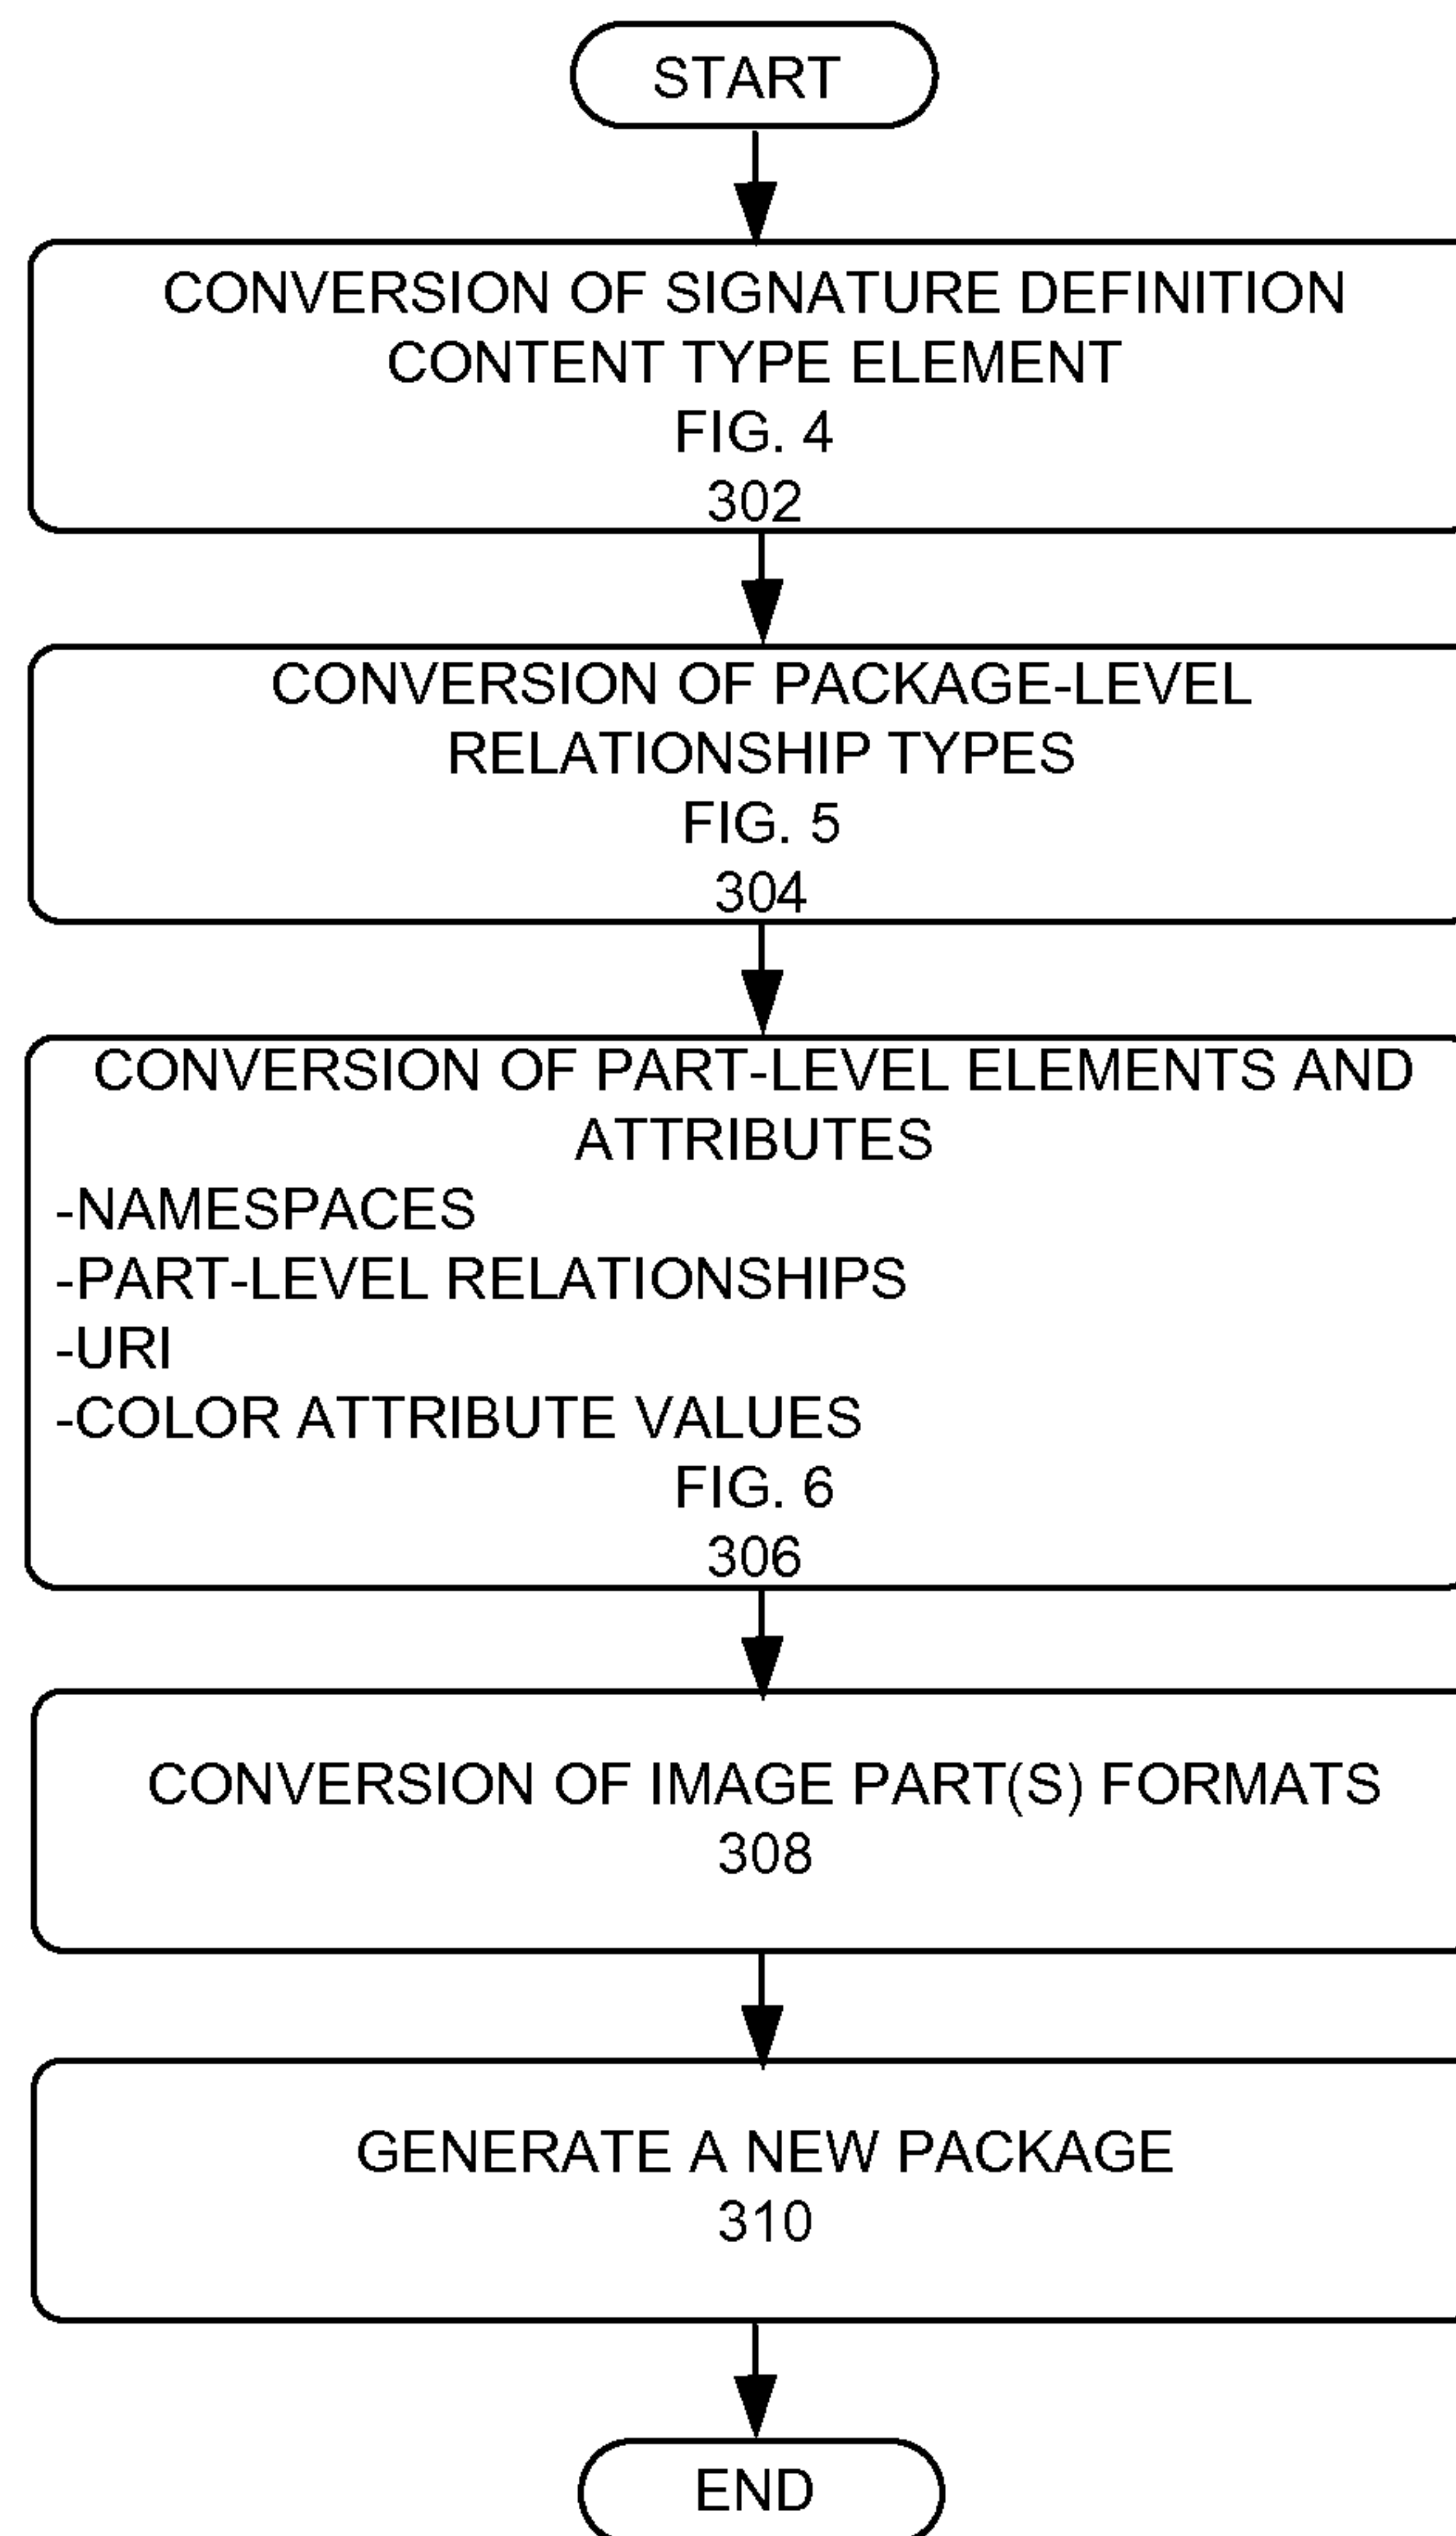 START
CONVERSION OF SIGNATURE DEFINITION
CONTENT TYPE ELEMENT
FIG. 4
302
CONVERSION OF PACKAGE-LEVEL
RELATIONSHIP TYPES
FIG. 5
304
CONVERSION OF PART-LEVEL ELEMENTS AND
ATTRIBUTES
-NAMESPACES
-PART-LEVEL RELATIONSHIPS
-URI
-COLOR ATTRIBUTE VALUES
FIG. 6
306
CONVERSION OF IMAGE PART(S) FORMATS
308
GENERATE A NEW PACKAGE
310
END